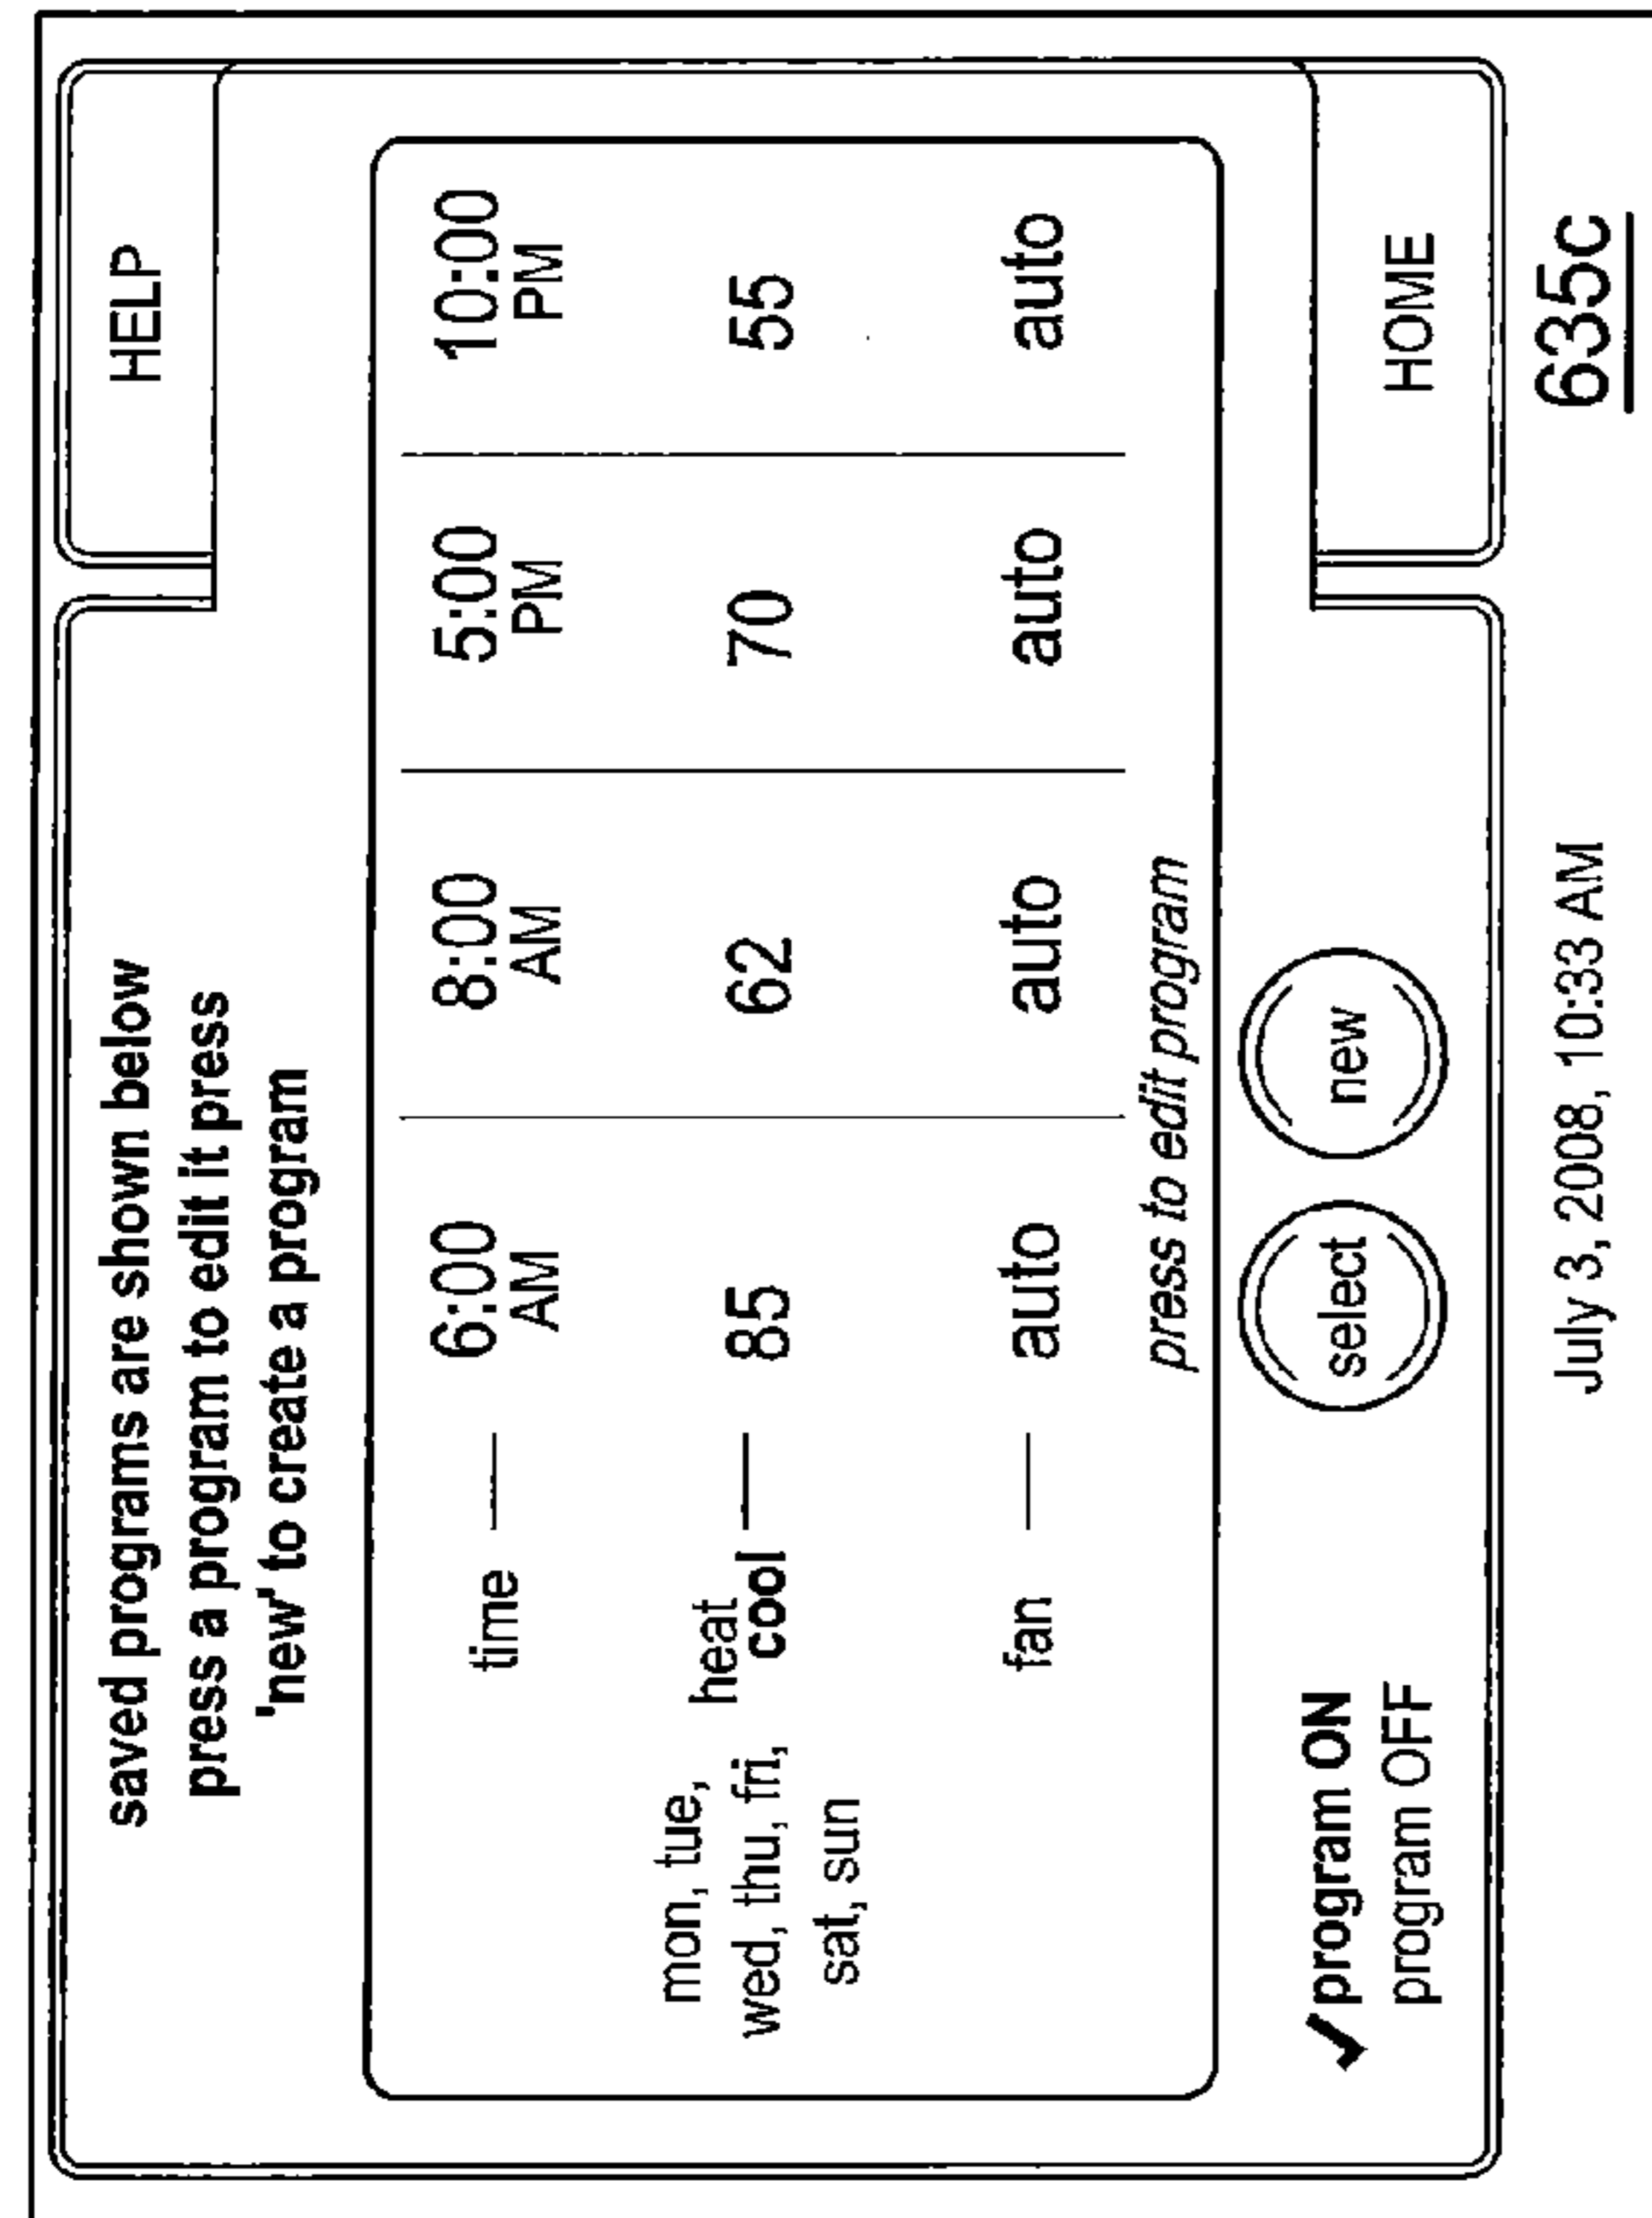 saved programs are shown below
press a program to edit it press
'new' to create a program
HELP
time 6:00 AM 8:00 AM 5:00 PM 10:00 PM
mon, tue,
wed, thu, fri,
sat, sun
heat
cool 85 62 70 55
fan auto auto auto auto
press to edit program
program ON
program OFF
select
new
HOME
July 3, 2008, 10:33 AM
635c